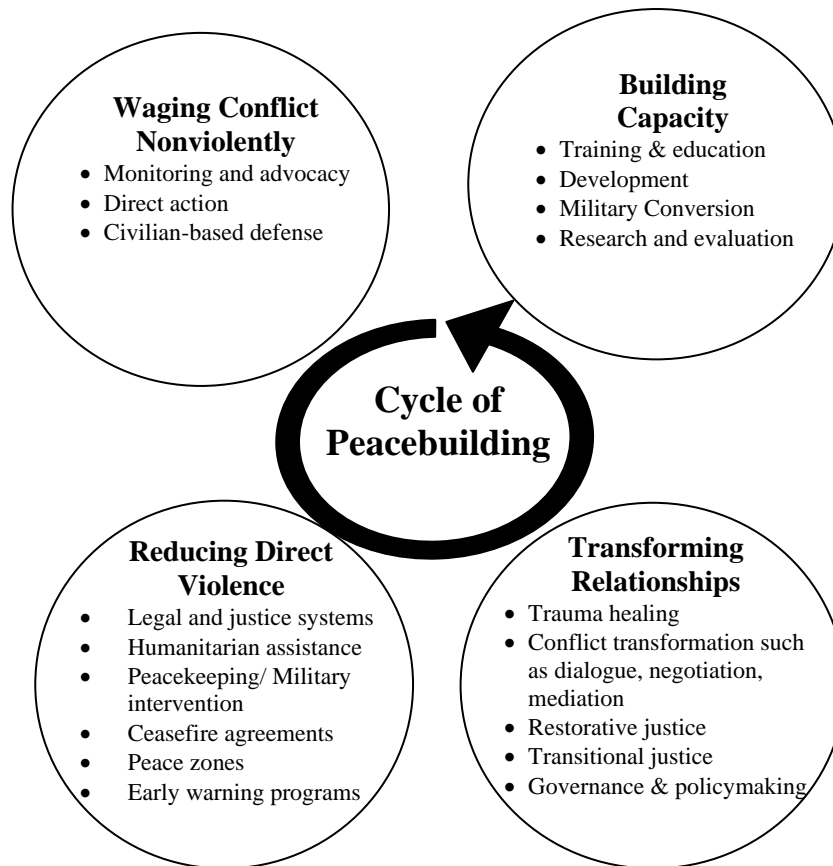 Waging Conflict
Nonviolently
• Monitoring and advocacy
• Direct action
• Civilian-based defense
Building
Capacity
• Training & education
• Development
• Military Conversion
• Research and evaluation
Cycle of
Peacebuilding
Reducing Direct
Violence
• Legal and justice systems
• Humanitarian assistance
• Peacekeeping/ Military
intervention
• Ceasefire agreements
• Peace zones
• Early warning programs
Transforming
Relationships
• Trauma healing
• Conflict transformation such
as dialogue, negotiation,
mediation
• Restorative justice
• Transitional justice
• Governance & policymaking